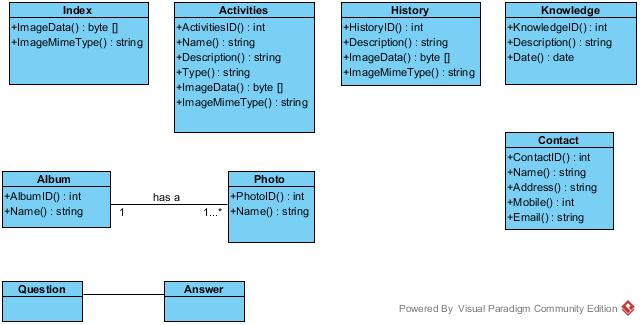 Index
+ImageData() : byte []
+ImageMimeType() : string
Activities
+ActivitiesID() : int
+Name() : string
+Description() : string
+Type() : string
+ImageData() : byte []
+ImageMimeType() : string
History
+HistoryID() : int
+Description() : string
+ImageData() : byte []
+ImageMimeType() : string
Knowledge
+KnowledgeID() : int
+Description() : string
+Date() : date
Contact
+ContactID() : int
+Name() : string
+Address() : string
+Mobile() : int
+Email() : string
Album
+AlbumID() : int
+Name() : string
has a
1
1...*
Photo
+PhotoID() : int
+Name() : string
Question
Answer
Powered By Visual Paradigm Community Edition